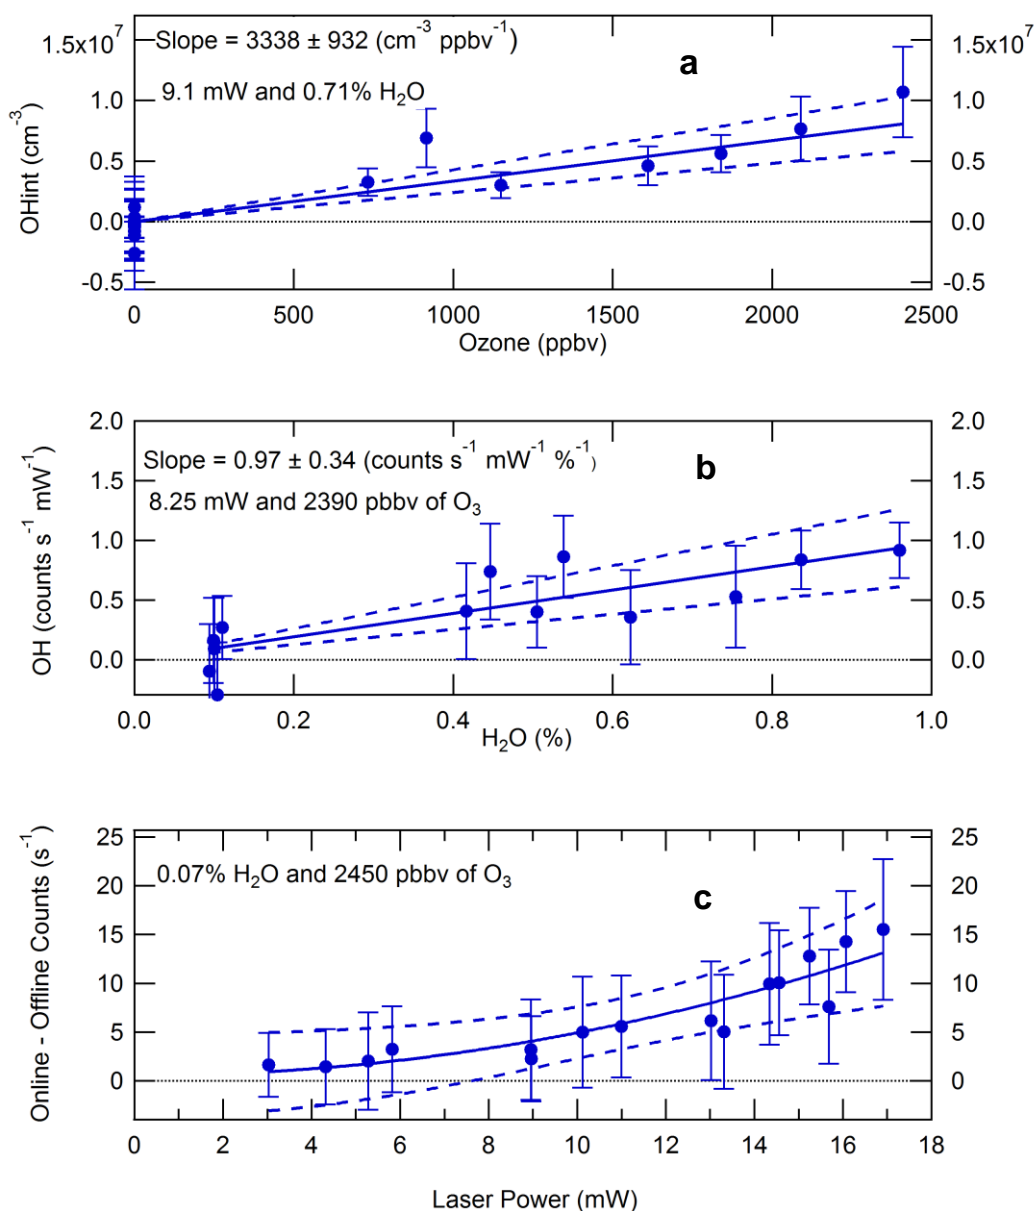 1.5x10⁷ Slope = 3338 ± 932 (cm⁻³ ppbv⁻¹) a 1.5x10⁷
9.1 mW and 0.71% H₂O
1.0 1.0
0.5 0.5
0.0 0.0
-0.5 -0.5
OHint (cm⁻³)
0 500 1000 1500 2000 2500
Ozone (ppbv)
2.0 2.0
Slope = 0.97 ± 0.34 (counts s⁻¹ mW⁻¹ %⁻¹) b
1.5 8.25 mW and 2390 pbbv of O₃ 1.5
1.0 1.0
0.5 0.5
0.0 0.0
OH (counts s⁻¹ mW⁻¹)
0.0 0.2 0.4 0.6 0.8 1.0
H₂O (%)
25 25
0.07% H₂O and 2450 pbbv of O₃ c
20 20
15 15
10 10
5 5
0 0
Online - Offline Counts (s⁻¹)
0 2 4 6 8 10 12 14 16 18
Laser Power (mW)